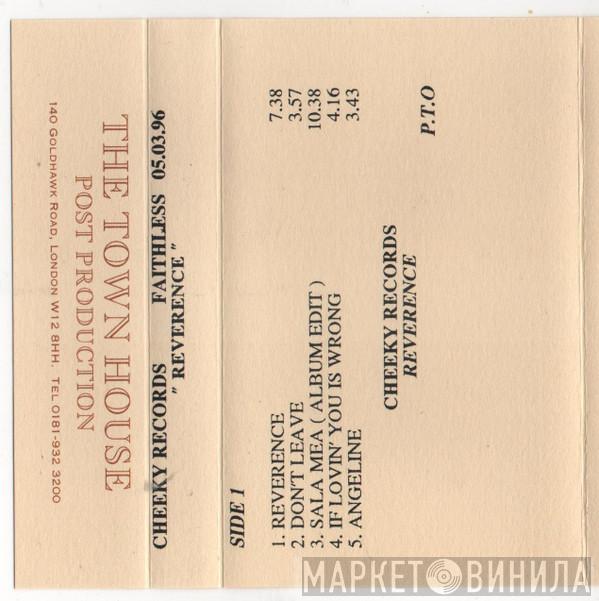 THE TOWN HOUSE
POST PRODUCTION
140 GOLDHAWK ROAD, LONDON W12 8HH. TEL 0181-932 3200
CHEEKY RECORDS FAITHLESS 05.03.96
" REVERENCE "
SIDE 1
1. REVERENCE 7.38
2. DON'T LEAVE 3.57
3. SALA MEA ( ALBUM EDIT ) 10.38
4. IF LOVIN' YOU IS WRONG 4.16
5. ANGELINE 3.43
CHEEKY RECORDS
REVERENCE
P.T.O
МАРКЕТ ВИНИЛА